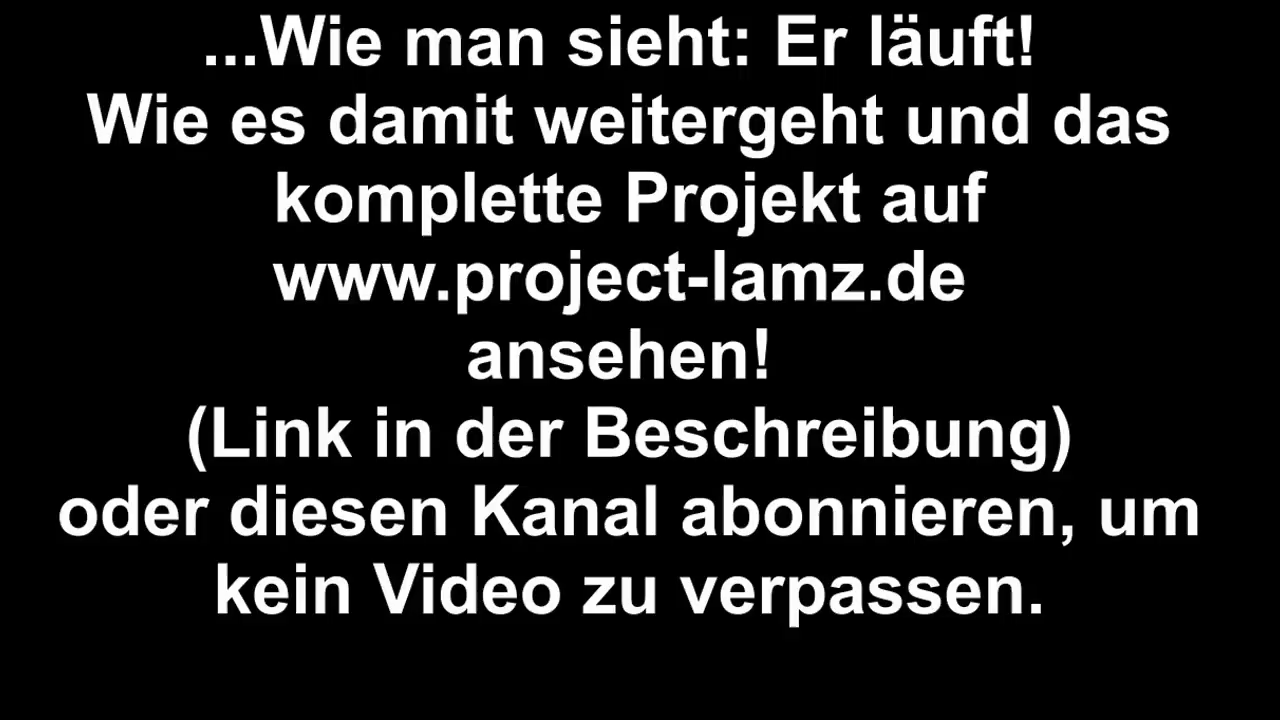 ...Wie man sieht: Er läuft!
Wie es damit weitergeht und das
komplette Projekt auf
www.project-lamz.de
ansehen!
(Link in der Beschreibung)
oder diesen Kanal abonnieren, um
kein Video zu verpassen.